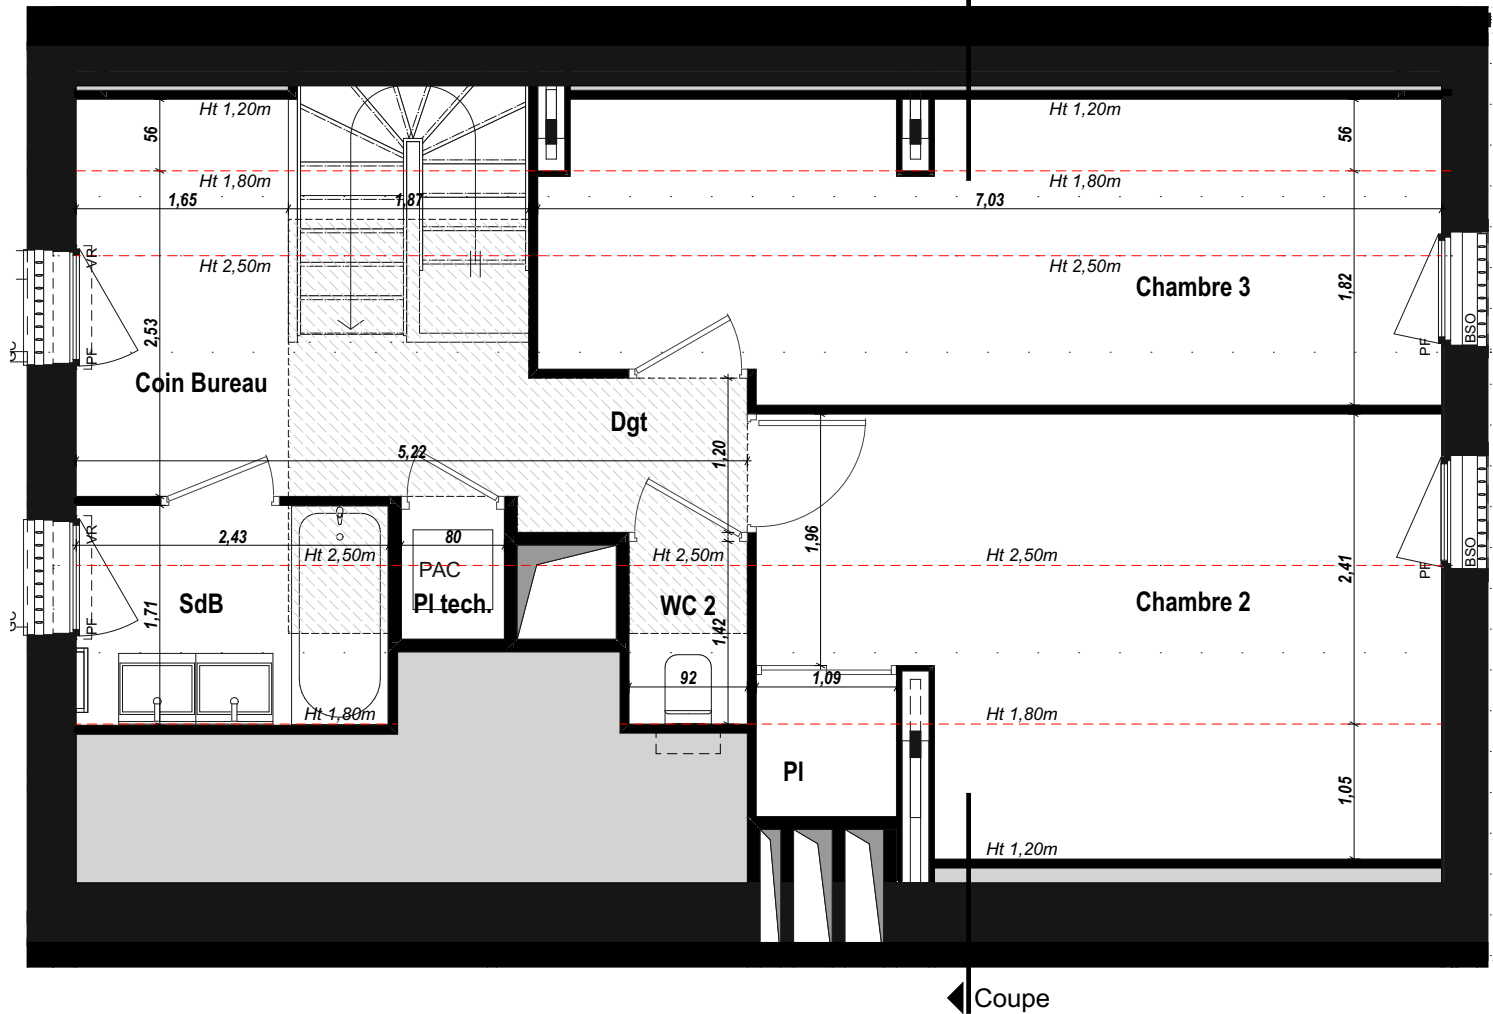 Ht 1,20m
Ht 1,20m
56
56
Ht 1,80m
Ht 1,80m
1,65
1,87
7,03
VR
Ht 2,50m
Ht 2,50m
Chambre 3
1,82
BSO
PF
PF
2,53
Coin Bureau
Dgt
5,22
1,20
VR
2,43
Ht 2,50m
80
Ht 2,50m
1,96
Ht 2,50m
2,41
BSO
PF
PAC
SdB
Pl tech.
WC 2
Chambre 2
PF
1,71
1,42
92
1,09
Ht 1,80m
Ht 1,80m
Pl
1,05
Ht 1,20m
Coupe